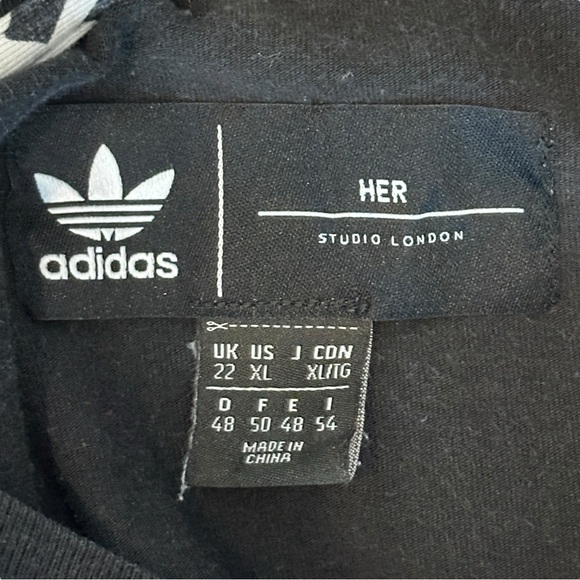 adidas
HER
STUDIO LONDON
UK US J CDN
22 XL XL/TG
D F E I
48 50 48 54
MADE IN
CHINA